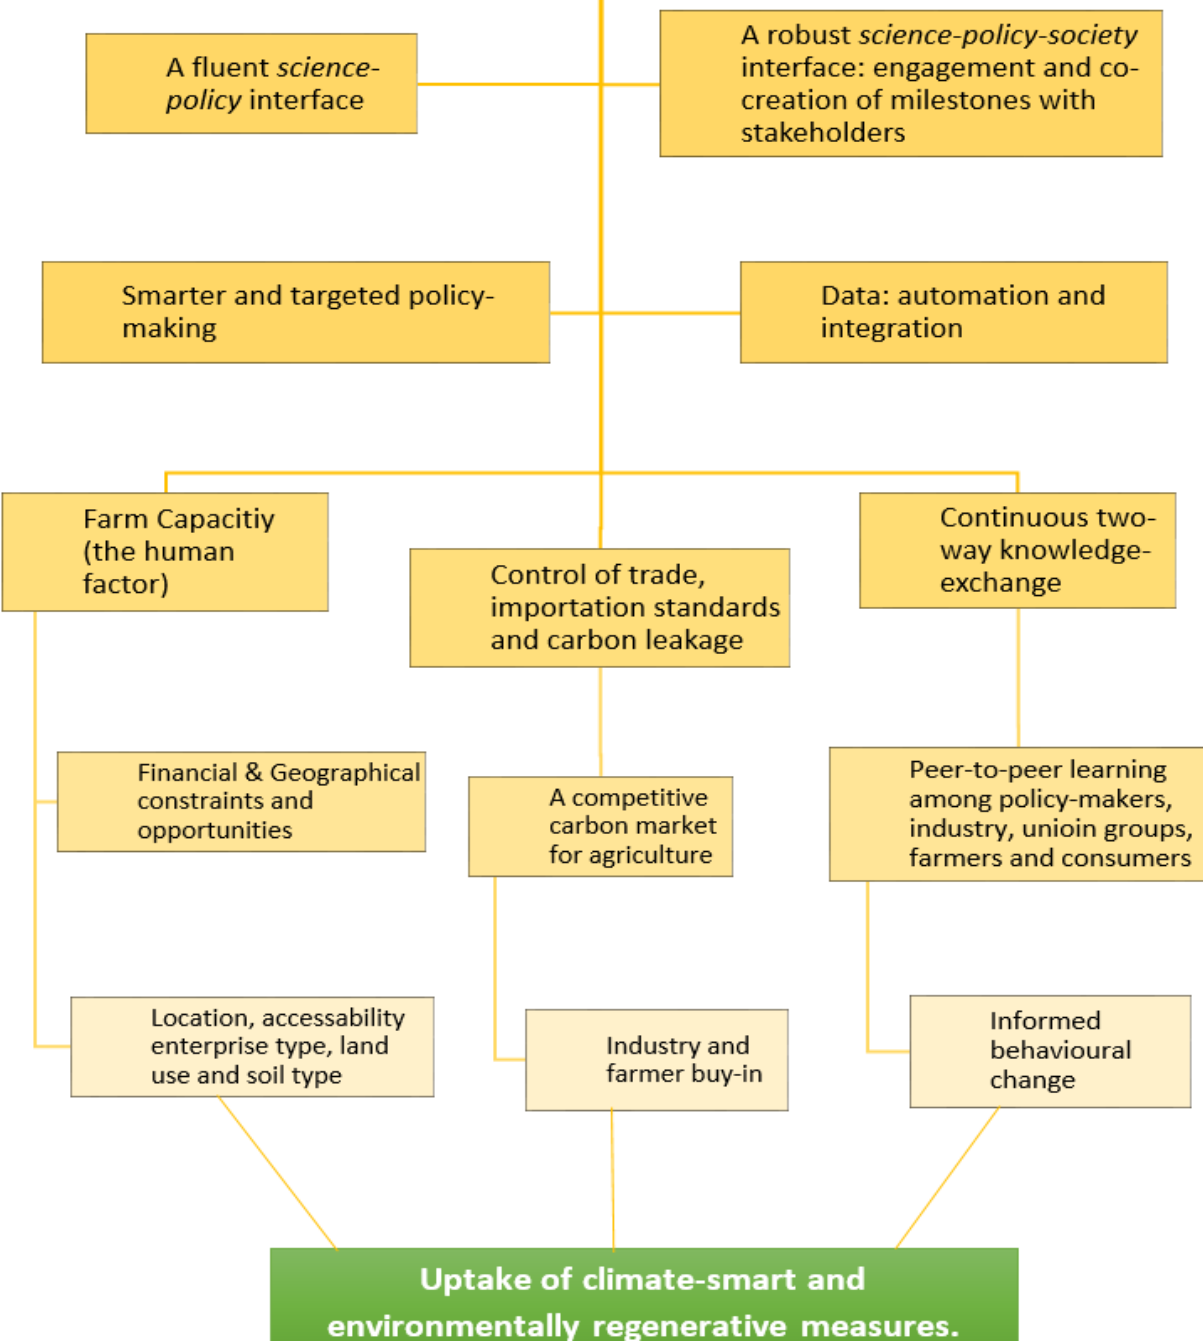 A fluent science-
policy interface
A robust science-policy-society
interface: engagement and co-
creation of milestones with
stakeholders
Smarter and targeted policy-
making
Data: automation and
integration
Farm Capacitiy
(the human
factor)
Control of trade,
importation standards
and carbon leakage
Continuous two-
way knowledge-
exchange
Financial & Geographical
constraints and
opportunities
A competitive
carbon market
for agriculture
Peer-to-peer learning
among policy-makers,
industry, unioin groups,
farmers and consumers
Location, accessability
enterprise type, land
use and soil type
Industry and
farmer buy-in
Informed
behavioural
change
Uptake of climate-smart and
environmentally regenerative measures.